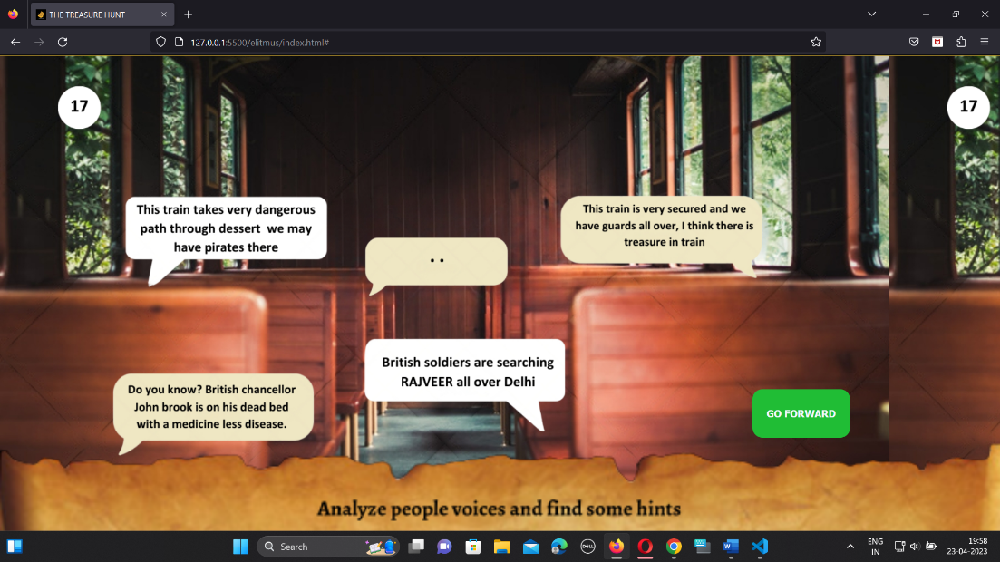 THE TREASURE HUNT
127.0.0.1:5500/elitmus/index.html#
17
17
This train takes very dangerous
path through dessert we may
have pirates there
This train is very secured and we
have guards all over, I think there is
treasure in train
. .
British soldiers are searching
RAJVEER all over Delhi
Do you know? British chancellor
John brook is on his dead bed
with a medicine less disease.
GO FORWARD
Analyze people voices and find some hints
Search
DELL
ENG
IN
19:58
23-04-2023